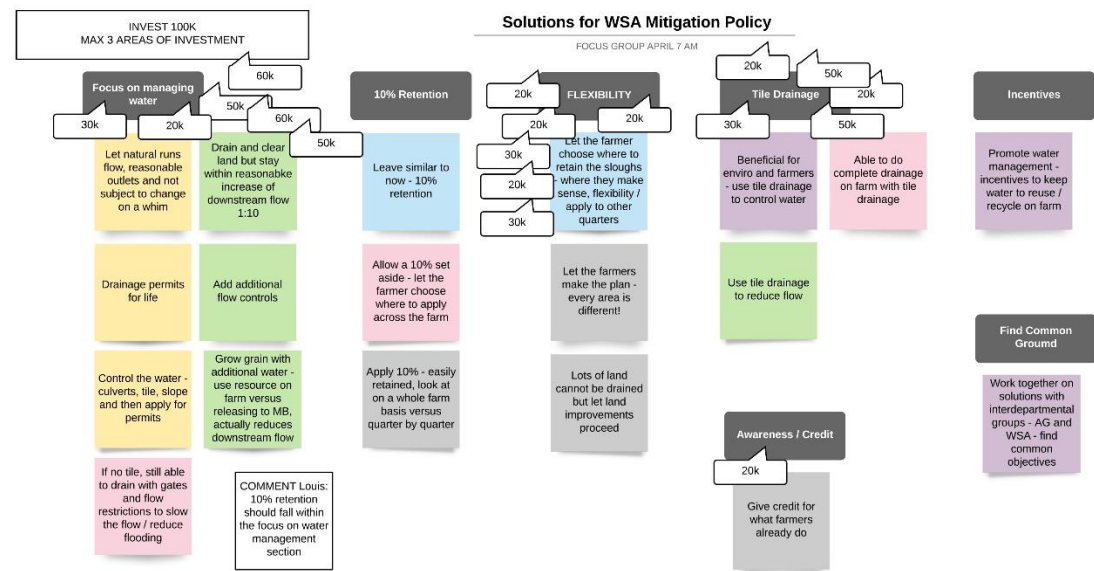 INVEST 100K
MAX 3 AREAS OF INVESTMENT
Solutions for WSA Mitigation Policy
FOCUS GROUP APRIL 7 AM
Focus on managing
water
60k
50k
60k
50k
30k
20k
Let natural runs
flow, reasonable
outlets and not
subject to change
on a whim
Drain and clear
land but stay
within reasonabke
increase of
downstream flow
1:10
Drainage permits
for life
Add additional
flow controls
Control the water -
culverts, tile, slope
and then apply for
permits
Grow grain with
additional water -
use resource on
farm versus
releasing to MB,
actually reduces
downstream flow
If no tile, still able
to drain with gates
and flow
restrictions to slow
the flow / reduce
flooding
COMMENT Louis:
10% retention
should fall within
the focus on water
management
section
10% Retention
Leave similar to
now - 10%
retention
Allow a 10% set
aside - let the
farmer choose
where to apply
across the farm
Apply 10% - easily
retained, look at
on a whole farm
basis versus
quarter by quarter
FLEXIBILITY
20k
20k
20k
30k
20k
30k
Let the farmer
choose where to
retain the sloughs
- where they make
sense, flexibility /
apply to other
quarters
Let the farmers
make the plan -
every area is
different!
Lots of land
cannot be drained
but let land
improvements
proceed
Tile Drainage
20k
50k
20k
30k
50k
Beneficial for
enviro and farmers
- use tile drainage
to control water
Able to do
complete drainage
on farm with tile
drainage
Use tile drainage
to reduce flow
Awareness / Credit
20k
Give credit for
what farmers
already do
Incentives
Promote water
management -
incentives to keep
water to reuse /
recycle on farm
Find Common
Ground
Work together on
solutions with
interdepartmental
groups - AG and
WSA - find
common
objectives